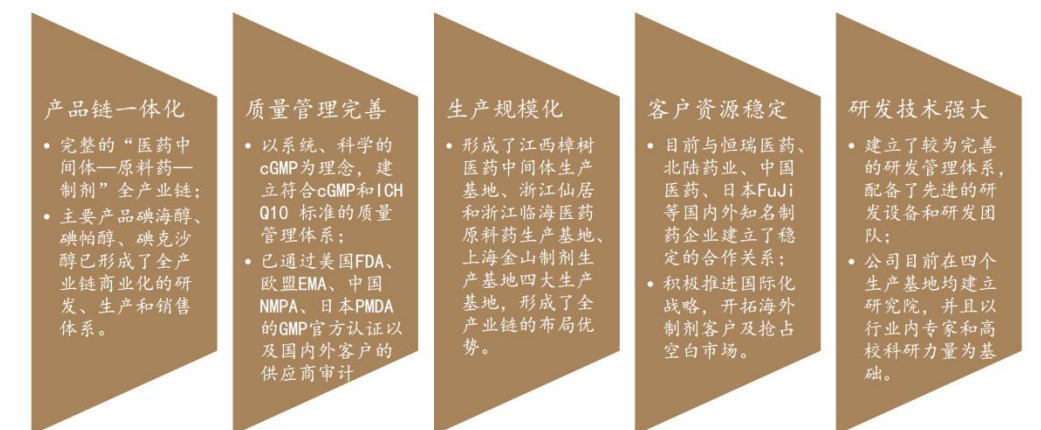 产品链一体化
• 完整的“医药中
间体—原料药—
制剂”全产业链；
• 主要产品碘海醇、
碘帕醇、碘克沙
醇已形成了全产
业链商业化的研
发、生产和销售
体系。
质量管理完善
• 以系统、科学的
cGMP为理念，建
立符合cGMP和ICH
Q10 标准的质量
管理体系；
• 已通过美国FDA、
欧盟EMA、中国
NMPA、日本PMDA
的GMP官方认证以
及国内外客户的
供应商审计
生产规模化
• 形成了江西樟树
医药中间体生产
基地、浙江仙居
和浙江临海医药
原料药生产基地、
上海金山制剂生
产基地四大生产
基地，形成了全
产业链的布局优
势。
客户资源稳定
• 目前与恒瑞医药、
北陆药业、中国
医药、日本FuJi
等国内外知名制
药企业建立了稳
定的合作关系；
• 积极推进国际化
战略，开拓海外
制剂客户及抢占
空白市场。
研发技术强大
• 建立了较为完善
的研发管理体系，
配备了先进的研
发设备和研发团
队；
• 公司目前在四个
生产基地均建立
研究院，并且以
行业内专家和高
校科研力量为基
础。